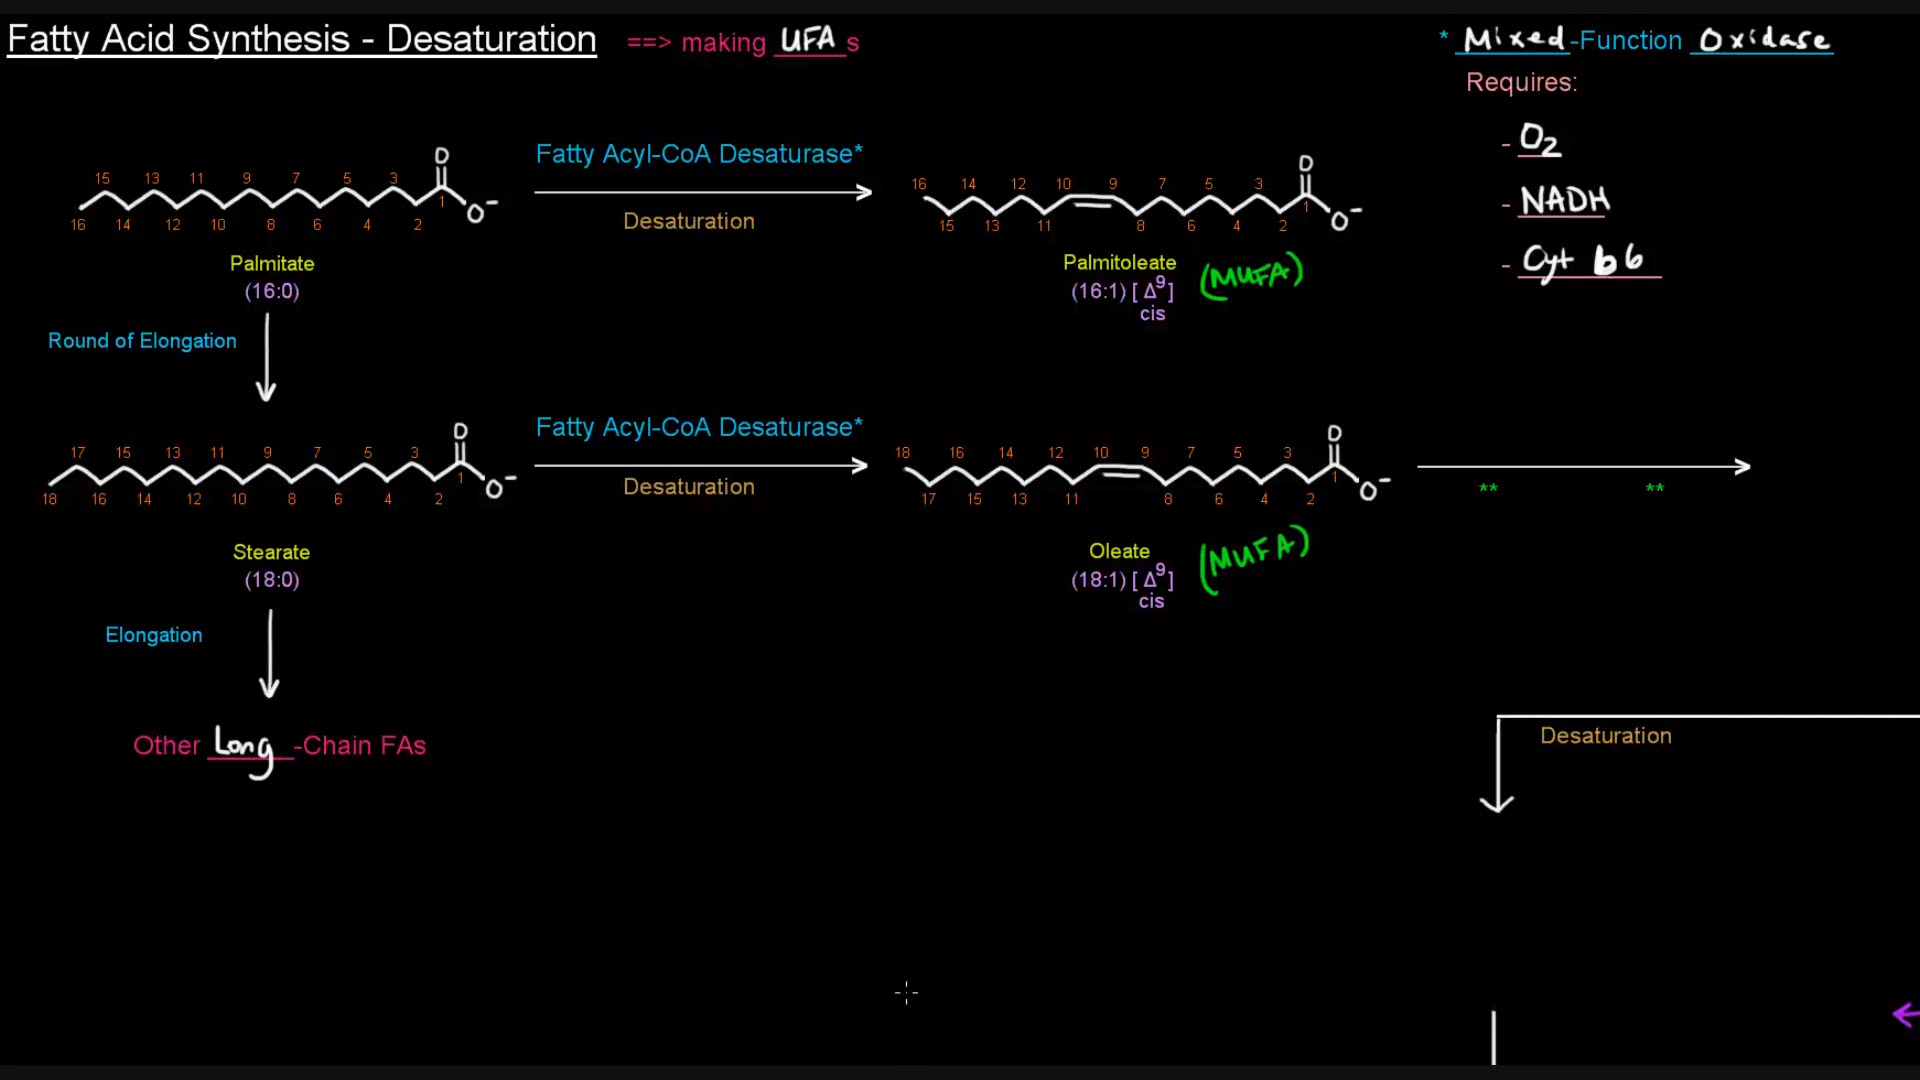 Fatty Acid Synthesis - Desaturation ==> making UFA s
* Mixed-Function Oxidase
Requires:
- O2
- NADH
- Cyt b6
Fatty Acyl-CoA Desaturase*
Desaturation
15 13 11 9 7 5 3 O
1 O-
16 14 12 10 8 6 4 2
Palmitate
(16:0)
16 14 12 10 9 7 5 3 O
1 O-
15 13 11 8 6 4 2
Palmitoleate (MUFA)
(16:1) [ Δ9]
cis
Round of Elongation
Fatty Acyl-CoA Desaturase*
Desaturation
17 15 13 11 9 7 5 3 O
1 O-
18 16 14 12 10 8 6 4 2
Stearate
(18:0)
18 16 14 12 10 9 7 5 3 O
1 O-
17 15 13 11 8 6 4 2
Oleate (MUFA)
(18:1) [ Δ9]
cis
** **
Elongation
Other Long -Chain FAs
Desaturation